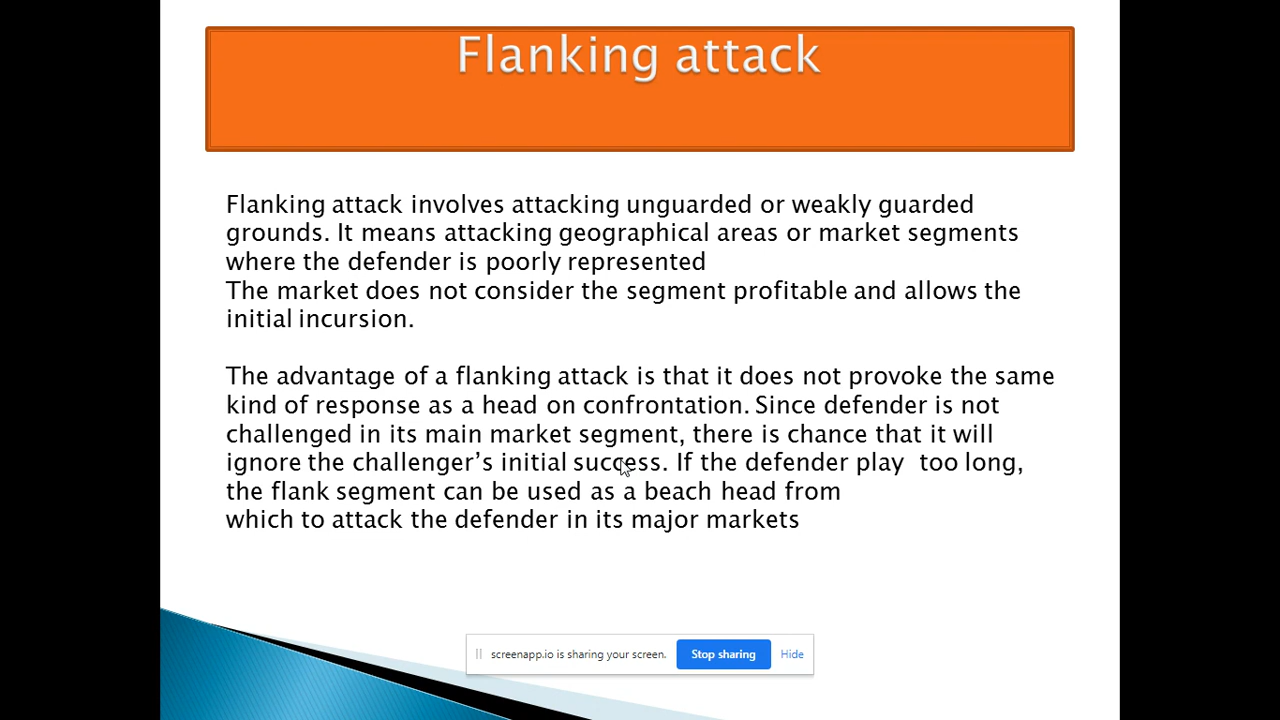 Flanking attack
Flanking attack involves attacking unguarded or weakly guarded
grounds. It means attacking geographical areas or market segments
where the defender is poorly represented
The market does not consider the segment profitable and allows the
initial incursion.
The advantage of a flanking attack is that it does not provoke the same
kind of response as a head on confrontation. Since defender is not
challenged in its main market segment, there is chance that it will
ignore the challenger’s initial success. If the defender play  too long,
the flank segment can be used as a beach head from
which to attack the defender in its major markets
screenapp.io is sharing your screen. Stop sharing Hide